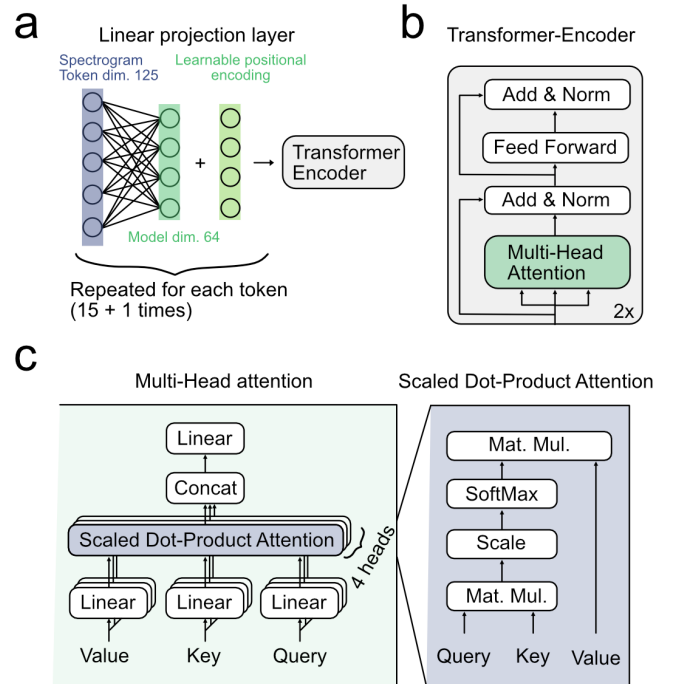 a
Linear projection layer
Spectrogram
Token dim. 125
Learnable positional
encoding
+
Transformer
Encoder
Model dim. 64
Repeated for each token
(15 + 1 times)
b
Transformer-Encoder
Add & Norm
Feed Forward
Add & Norm
Multi-Head
Attention
2x
c
Multi-Head attention
Linear
Concat
Scaled Dot-Product Attention
4 heads
Linear
Linear
Linear
Value
Key
Query
Scaled Dot-Product Attention
Mat. Mul.
SoftMax
Scale
Mat. Mul.
Query
Key
Value